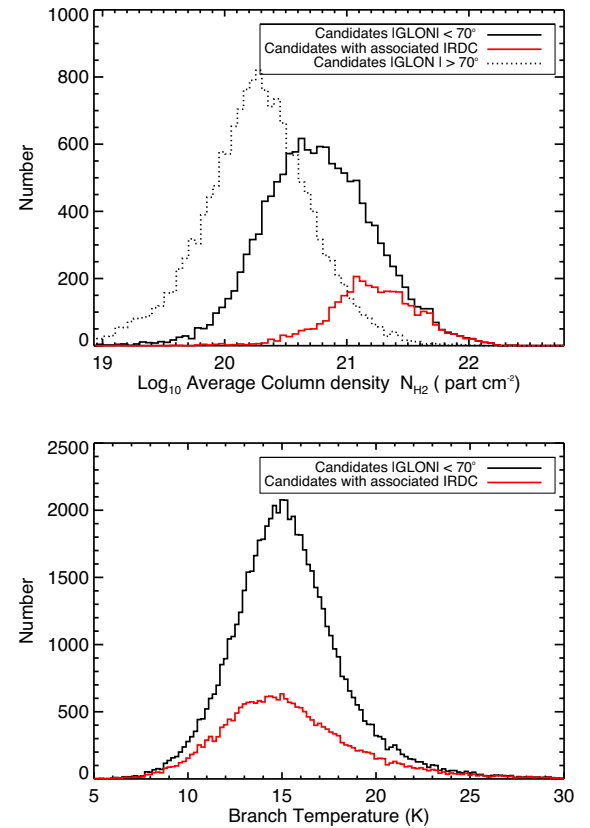 1000
800
600
400
200
0
Number
Candidates |GLON| < 70°
Candidates with associated IRDC
Candidates |GLON | > 70°
19 20 21 22
Log₁₀ Average Column density N_H2 ( part cm⁻²)
2500
2000
1500
1000
500
0
Number
Candidates |GLON| < 70°
Candidates with associated IRDC
5 10 15 20 25 30
Branch Temperature (K)